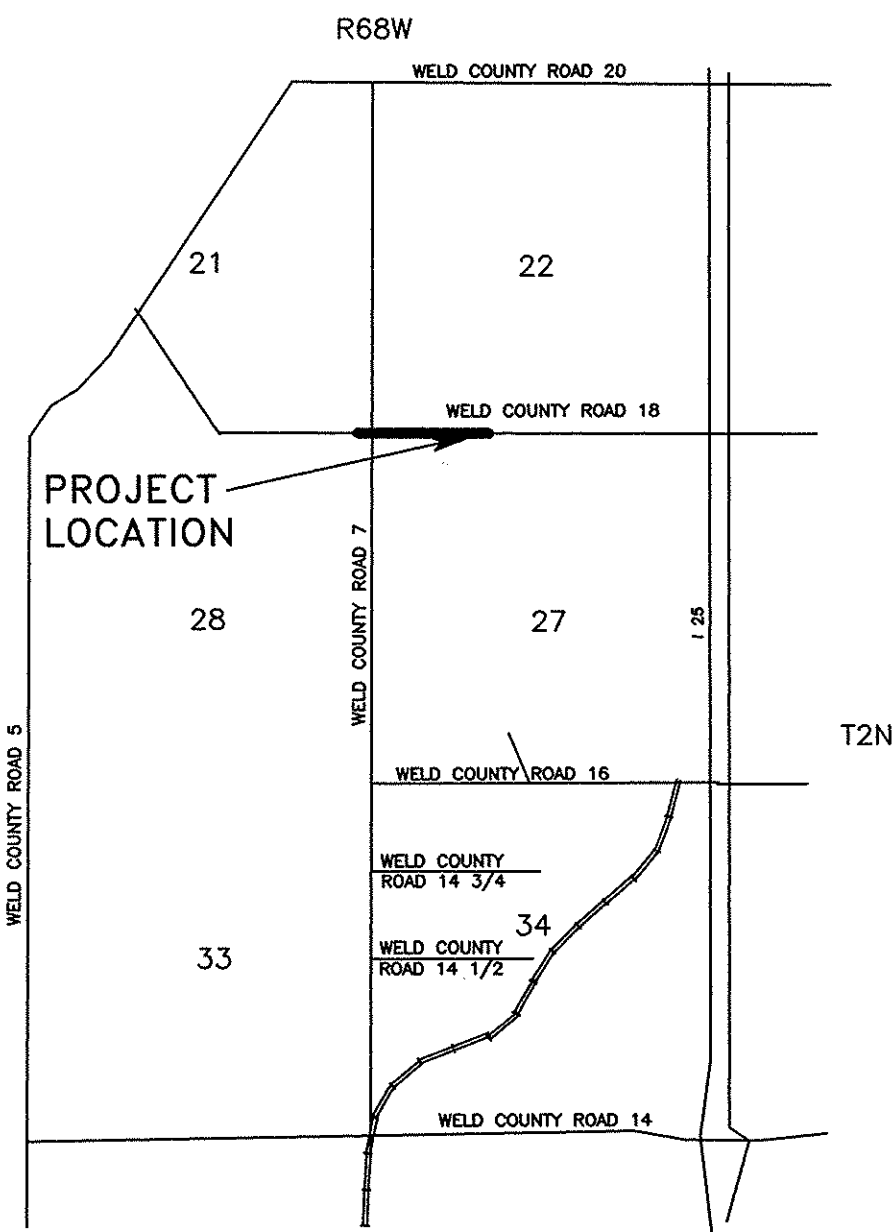 R68W
WELD COUNTY ROAD 20
21
22
WELD COUNTY ROAD 18
PROJECT
LOCATION
WELD COUNTY ROAD 7
28
27
I 25
T2N
WELD COUNTY ROAD 5
WELD COUNTY ROAD 16
WELD COUNTY
ROAD 14 3/4
34
WELD COUNTY
ROAD 14 1/2
33
WELD COUNTY ROAD 14